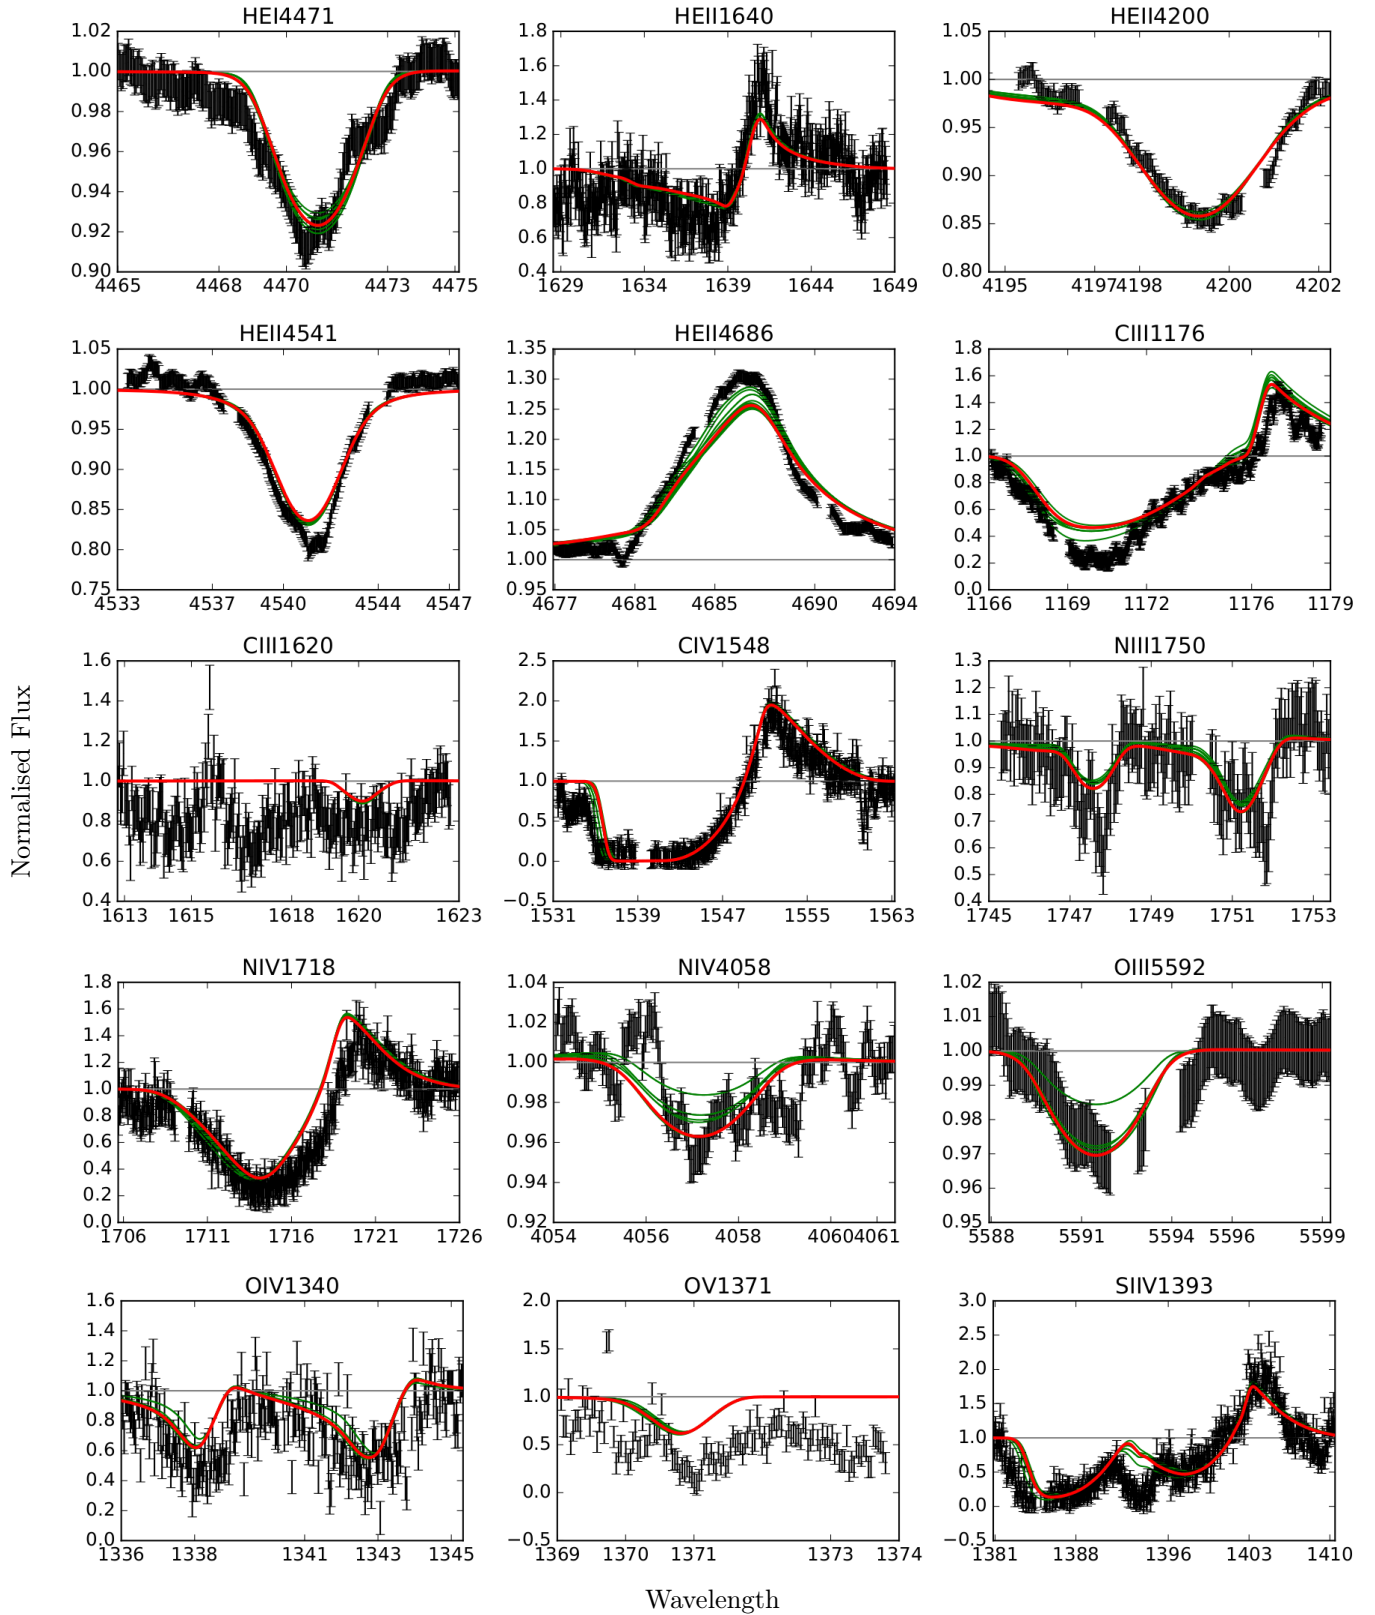 HEI4471 HEII1640 HEII4200
1.02 1.00 0.98 0.96 0.94 0.92 0.90
4465 4468 4470 4473 4475
1.8 1.6 1.4 1.2 1.0 0.8 0.6 0.4
1629 1634 1639 1644 1649
1.05 1.00 0.95 0.90 0.85 0.80
4195 4197 4198 4200 4202
HEII4541 HEII4686 CIII1176
1.05 1.00 0.95 0.90 0.85 0.80 0.75
4533 4537 4540 4544 4547
1.35 1.30 1.25 1.20 1.15 1.10 1.05 1.00 0.95
4677 4681 4685 4690 4694
1.8 1.6 1.4 1.2 1.0 0.8 0.6 0.4 0.2 0.0
1166 1169 1172 1176 1179
CIII1620 CIV1548 NIII1750
1.6 1.4 1.2 1.0 0.8 0.6 0.4
1613 1615 1618 1620 1623
2.5 2.0 1.5 1.0 0.5 0.0 −0.5
1531 1539 1547 1555 1563
1.3 1.2 1.1 1.0 0.9 0.8 0.7 0.6 0.5 0.4
1745 1747 1749 1751 1753
Normalised Flux
NIV1718 NIV4058 OIII5592
1.8 1.6 1.4 1.2 1.0 0.8 0.6 0.4 0.2 0.0
1706 1711 1716 1721 1726
1.04 1.02 1.00 0.98 0.96 0.94 0.92
4054 4056 4058 4060 4061
1.02 1.01 1.00 0.99 0.98 0.97 0.96 0.95
5588 5591 5594 5596 5599
OIV1340 OV1371 SIIV1393
1.6 1.4 1.2 1.0 0.8 0.6 0.4 0.2 0.0
1336 1338 1341 1343 1345
2.0 1.5 1.0 0.5 0.0 −0.5
1369 1370 1371 1373 1374
3.0 2.5 2.0 1.5 1.0 0.5 0.0 −0.5
1381 1388 1396 1403 1410
Wavelength